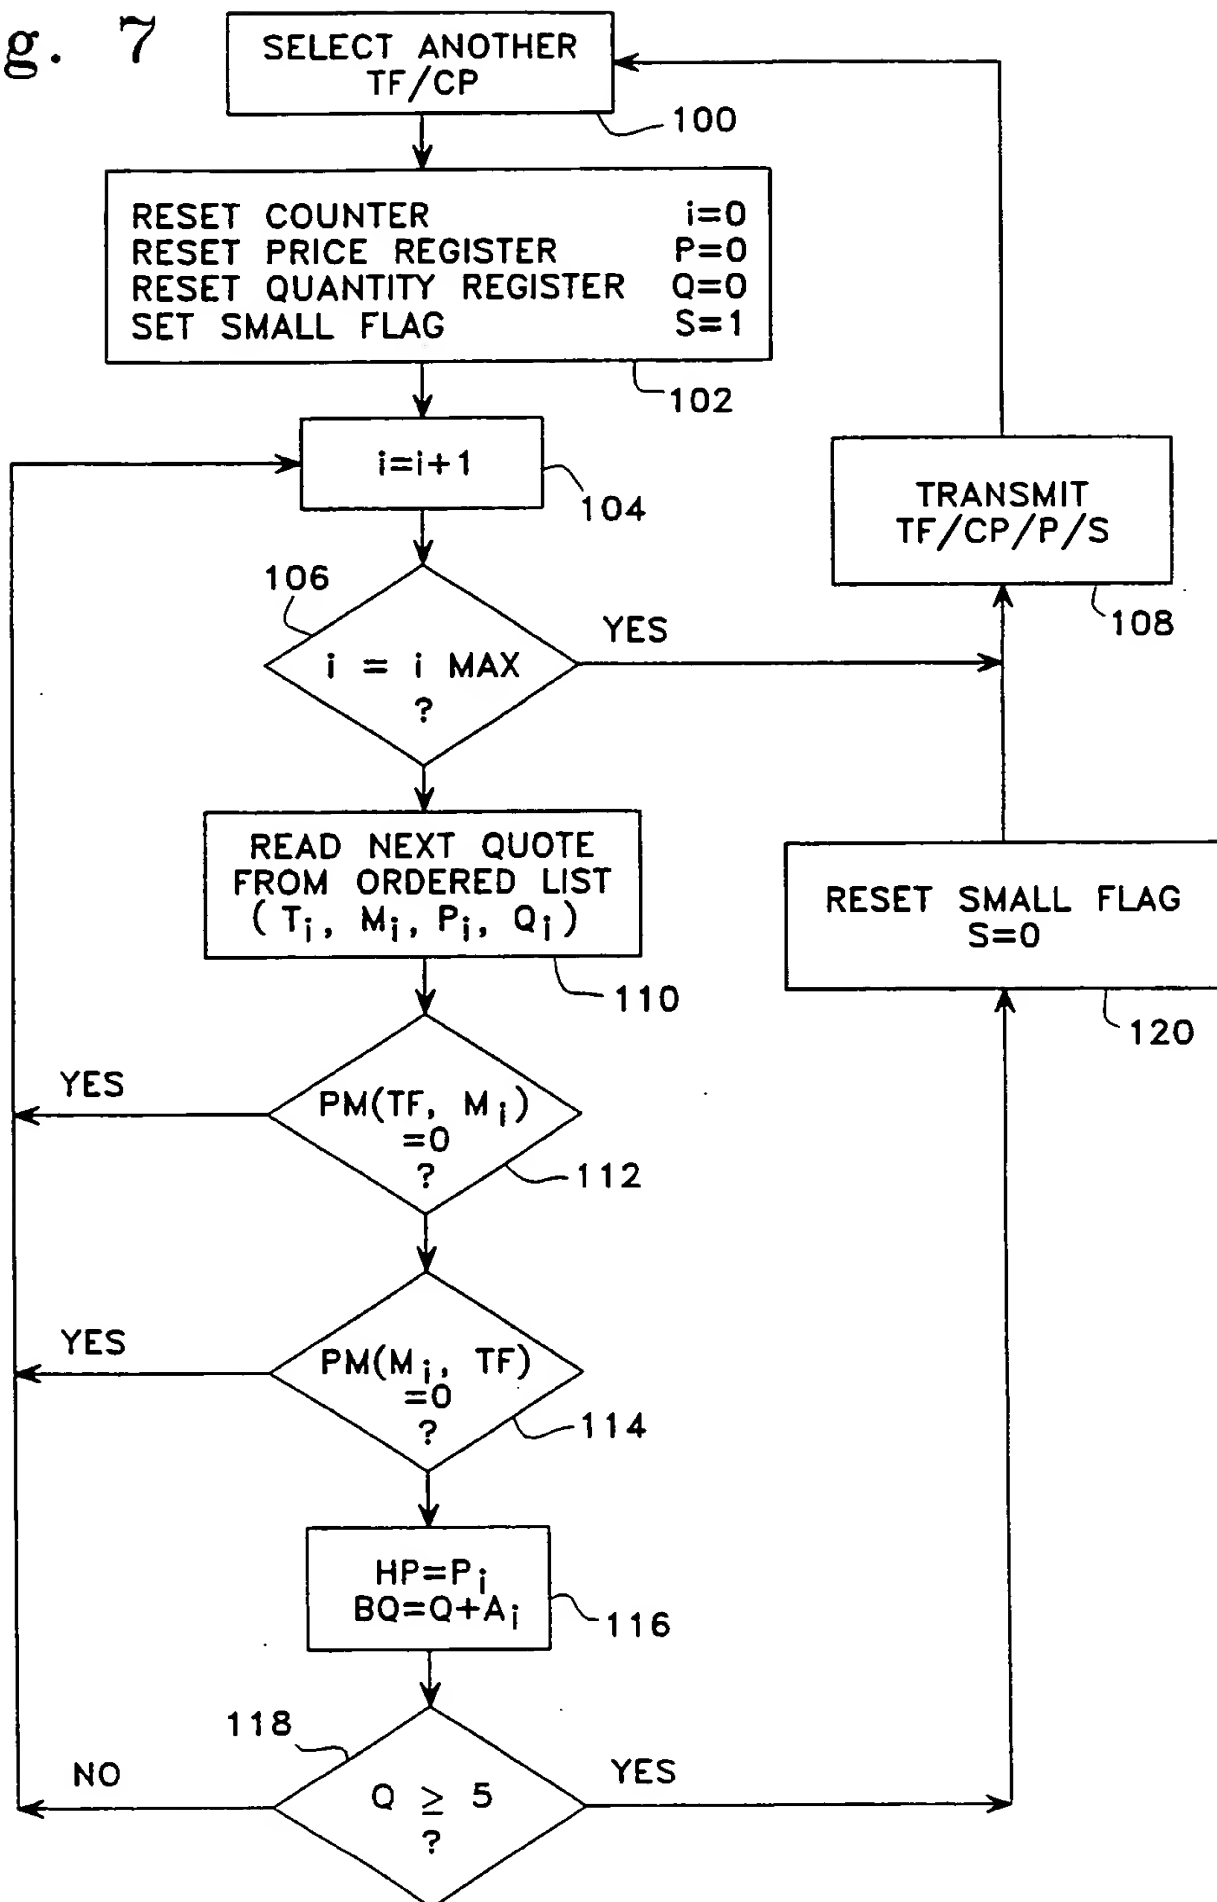 g. 7
SELECT ANOTHER
TF/CP
100
RESET COUNTER i=0
RESET PRICE REGISTER P=0
RESET QUANTITY REGISTER Q=0
SET SMALL FLAG S=1
102
i=i+1
104
TRANSMIT
TF/CP/P/S
108
106
YES
i = i MAX
?
READ NEXT QUOTE
FROM ORDERED LIST
(Ti, Mi, Pi, Qi)
110
RESET SMALL FLAG
S=0
120
YES
PM(TF, Mi)
=0
?
112
YES
PM(Mi, TF)
=0
?
114
HP=Pi
BQ=Q+Ai
116
118
NO
Q ≥ 5
?
YES